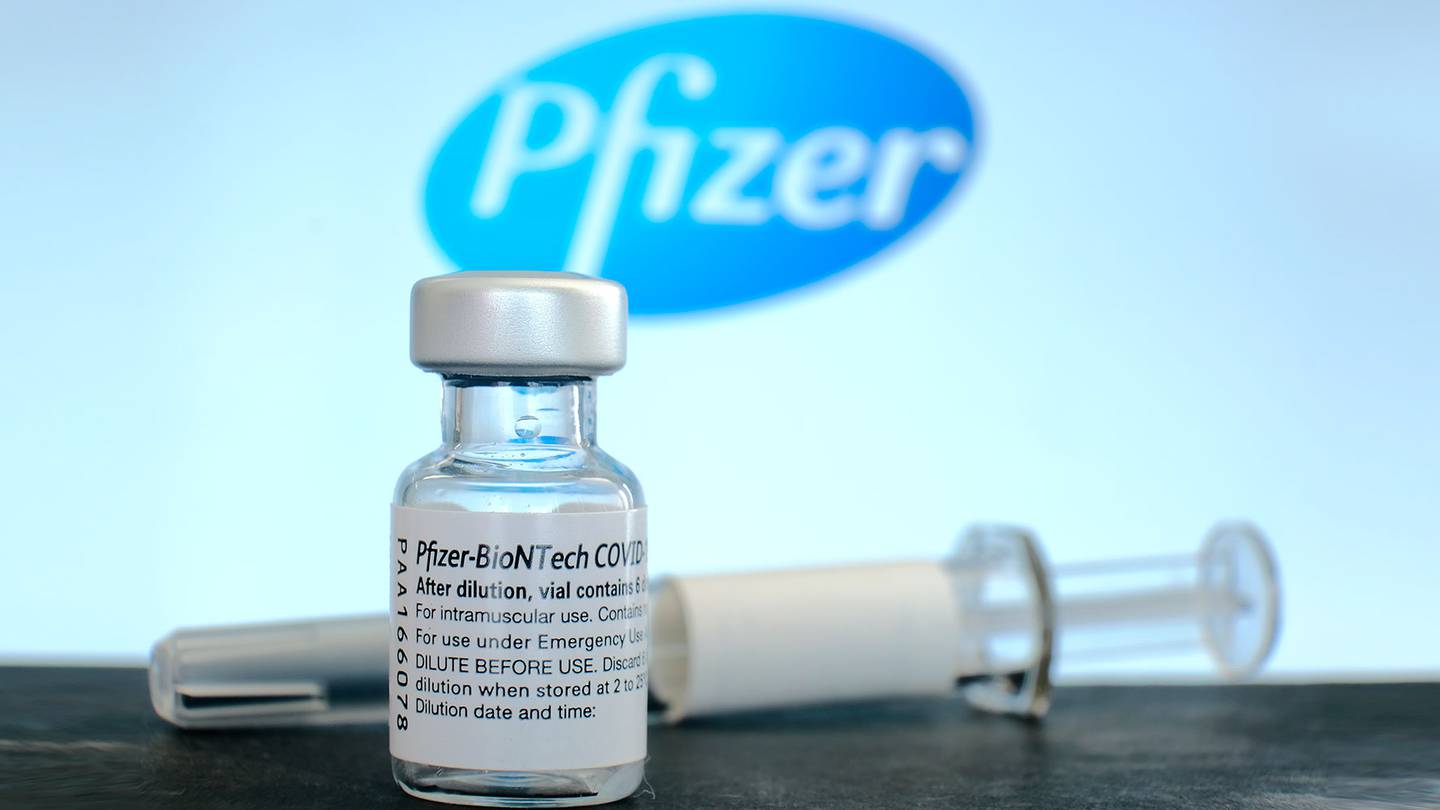 Pfizer
Pfizer-BioNTech COVID-
After dilution, vial contains 6
For intramuscular use. Contains
For use under Emergency Use
DILUTE BEFORE USE. Discard
dilution when stored at 2 to 25
Dilution date and time:
PAA166078